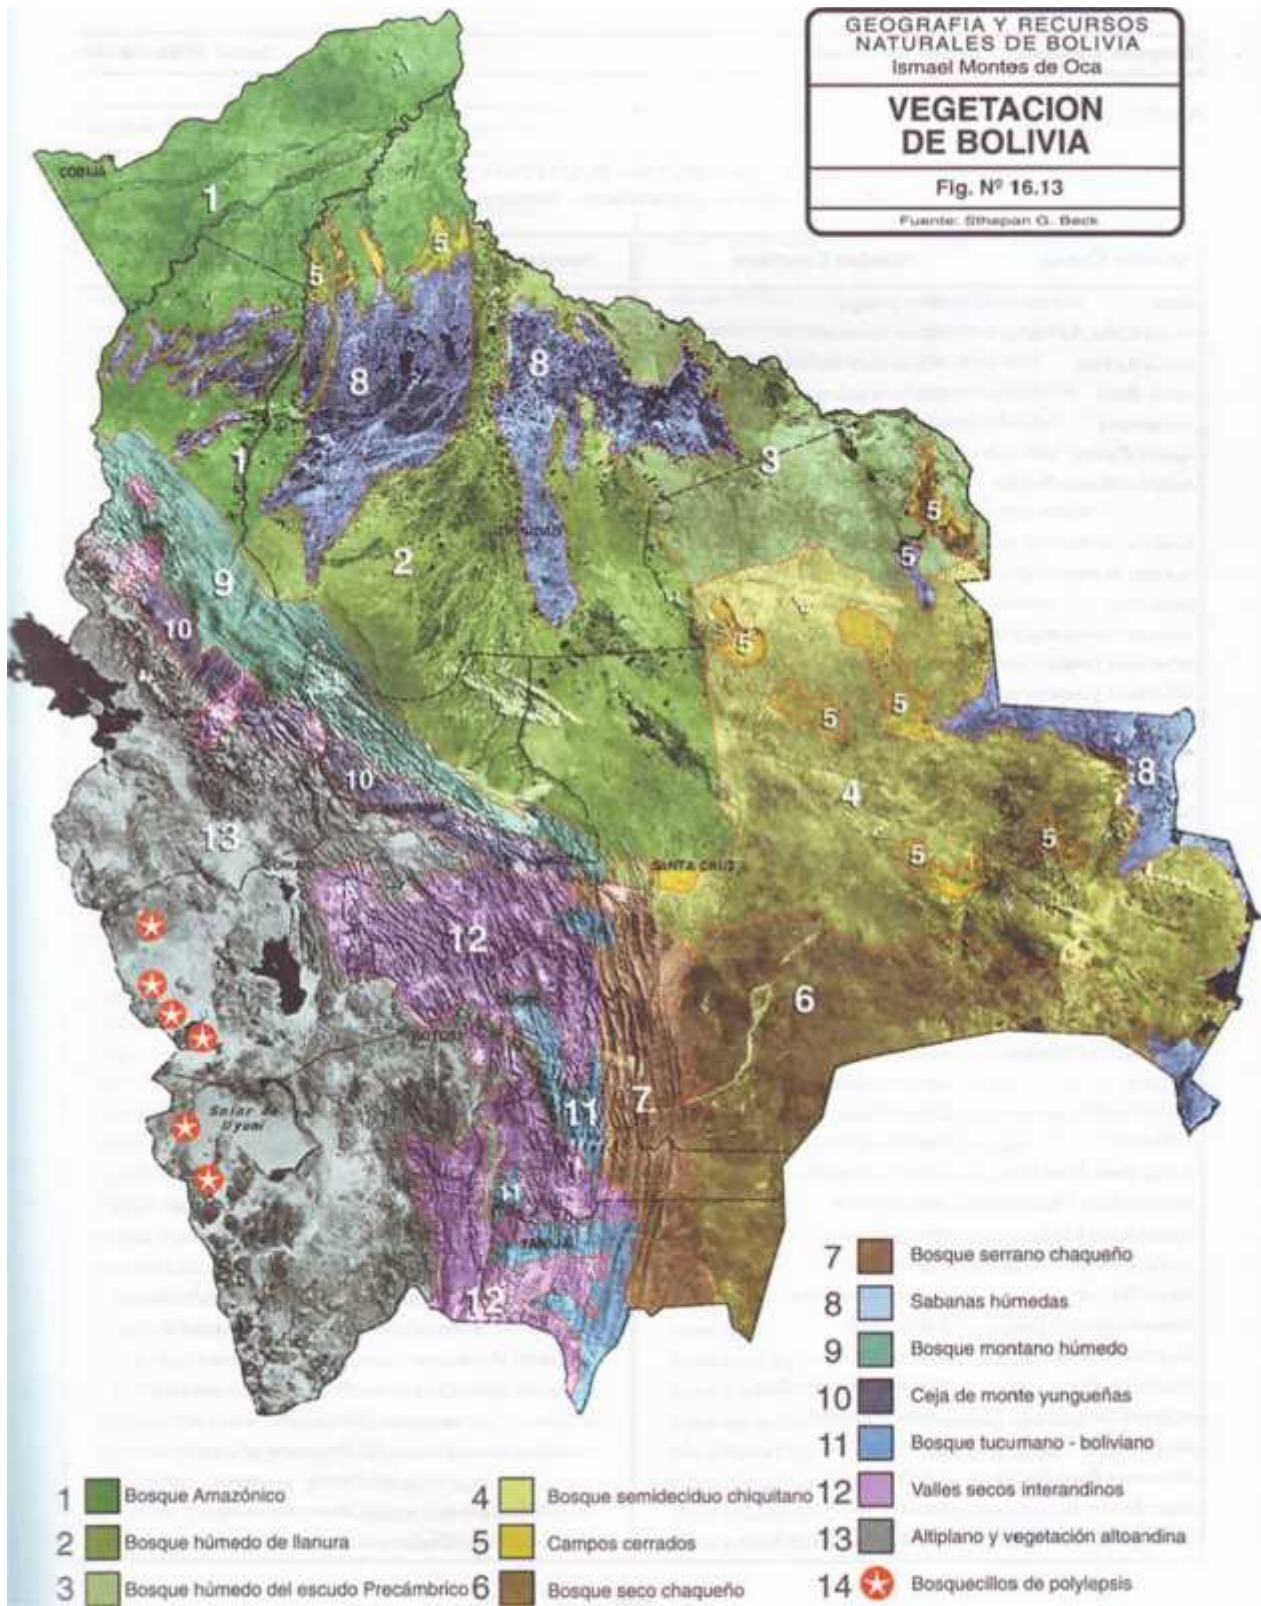 GEOGRAFIA Y RECURSOS
NATURALES DE BOLIVIA
Ismael Montes de Oca
VEGETACION
DE BOLIVIA
Fig. Nº 16.13
Fuente: Sthepan G. Beck
COBIJA
1
5
5
8
8
1
3
5
5
2
9
10
5
5
5
10
4
8
13
5
5
ORURO
SANTA CRUZ
12
6
SUCRE
POTOSI
7
11
Salar de
Uyuni
11
TARIJA
12
7 Bosque serrano chaqueño
8 Sabanas húmedas
9 Bosque montano húmedo
10 Ceja de monte yungueñas
11 Bosque tucumano - boliviano
12 Valles secos interandinos
13 Altiplano y vegetación altoandina
14 Bosquecillos de polylepsis
1 Bosque Amazónico
2 Bosque húmedo de llanura
3 Bosque húmedo del escudo Precámbrico
4 Bosque semideciduo chiquitano
5 Campos cerrados
6 Bosque seco chaqueño